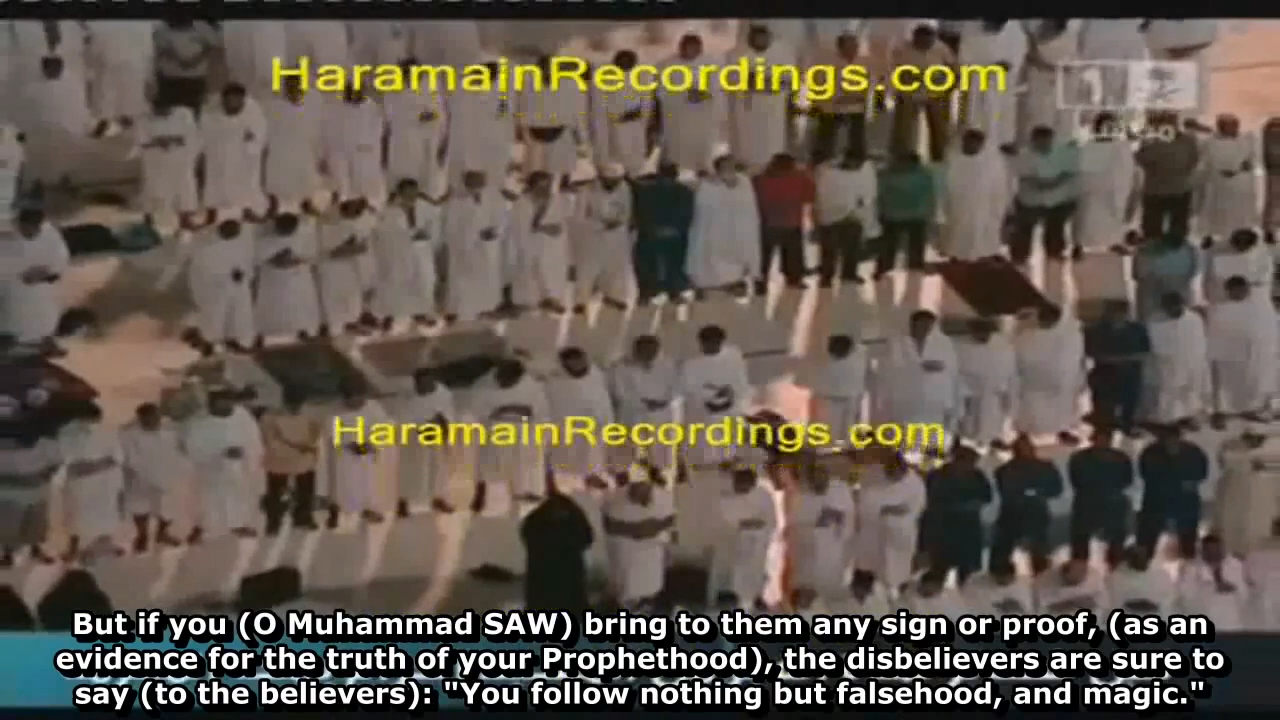 HaramainRecordings.com
مباشر
HaramainRecordings.com
But if you (O Muhammad SAW) bring to them any sign or proof, (as an
evidence for the truth of your Prophethood), the disbelievers are sure to
say (to the believers): "You follow nothing but falsehood, and magic."